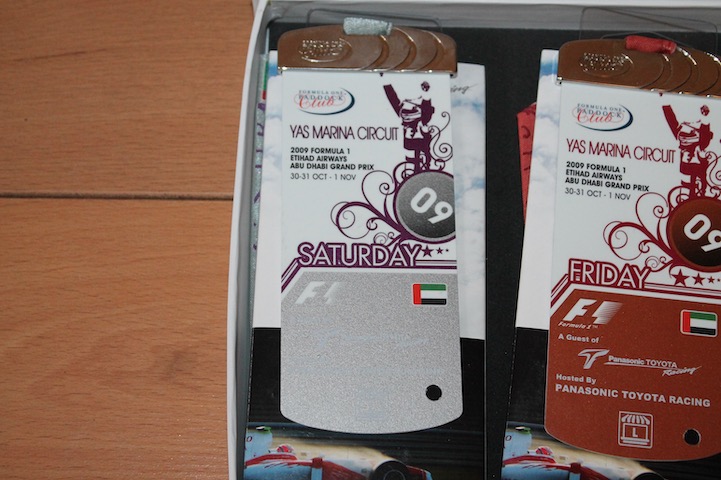 FORMULA ONE
PADDOCK
Club
YAS MARINA CIRCUIT
2009 FORMULA 1
ETIHAD AIRWAYS
ABU DHABI GRAND PRIX
30-31 OCT - 1 NOV
09
SATURDAY
F1
FORMULA ONE
PADDOCK
Club
YAS MARINA CIRCUIT
2009 FORMULA 1
ETIHAD AIRWAYS
ABU DHABI GRAND PRIX
30-31 OCT - 1 NOV
09
FRIDAY
F1
Formula 1™
A Guest of
Panasonic TOYOTA
Racing
Hosted By
PANASONIC TOYOTA RACING
L